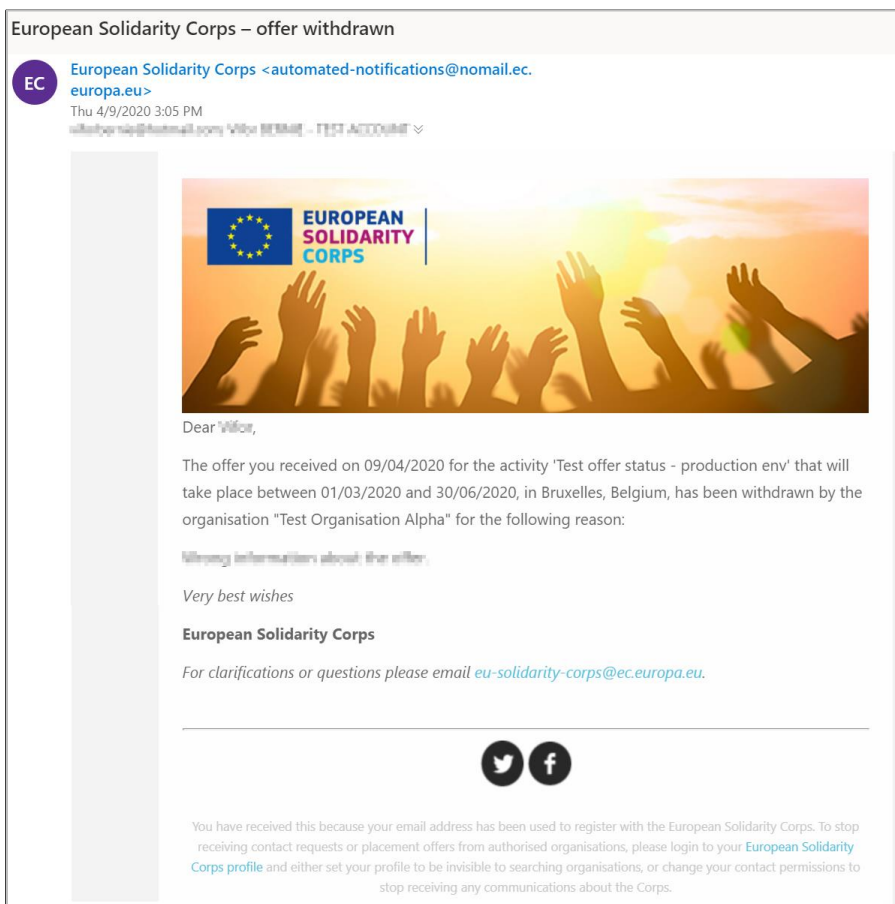 European Solidarity Corps – offer withdrawn
EC
European Solidarity Corps <automated-notifications@nomail.ec.
europa.eu>
Thu 4/9/2020 3:05 PM
EUROPEAN
SOLIDARITY
CORPS
Dear
The offer you received on 09/04/2020 for the activity 'Test offer status - production env' that will
take place between 01/03/2020 and 30/06/2020, in Bruxelles, Belgium, has been withdrawn by the
organisation "Test Organisation Alpha" for the following reason:
Very best wishes
European Solidarity Corps
For clarifications or questions please email eu-solidarity-corps@ec.europa.eu.
You have received this because your email address has been used to register with the European Solidarity Corps. To stop
receiving contact requests or placement offers from authorised organisations, please login to your European Solidarity
Corps profile and either set your profile to be invisible to searching organisations, or change your contact permissions to
stop receiving any communications about the Corps.